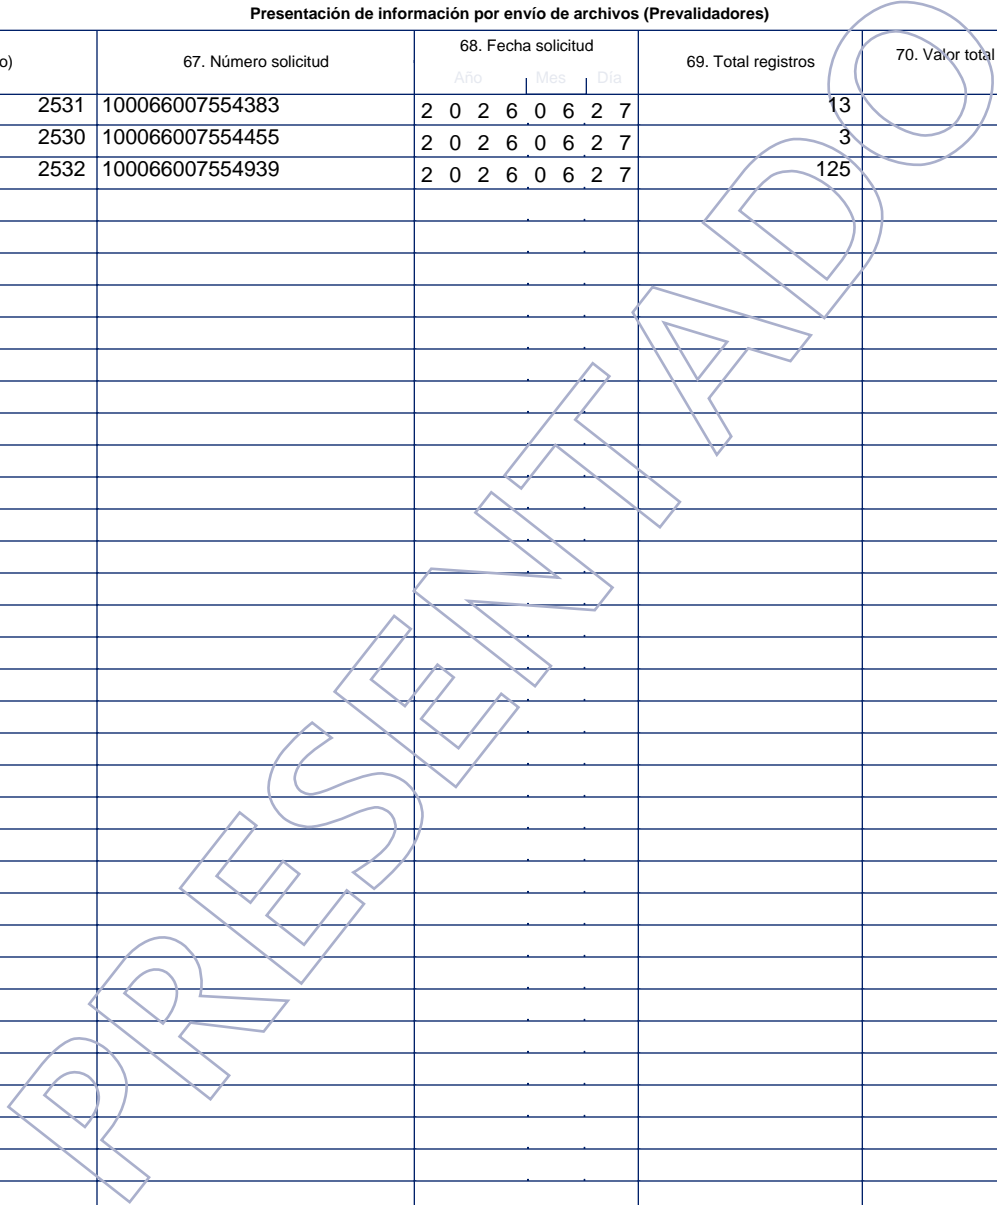 Presentación de información por envío de archivos (Prevalidadores)
o) 67. Número solicitud 68. Fecha solicitud 69. Total registros 70. Valor total
Año Mes Día
2531 100066007554383 2 0 2 6 0 6 2 7 13
2530 100066007554455 2 0 2 6 0 6 2 7 3
2532 100066007554939 2 0 2 6 0 6 2 7 125
PRESENTADO